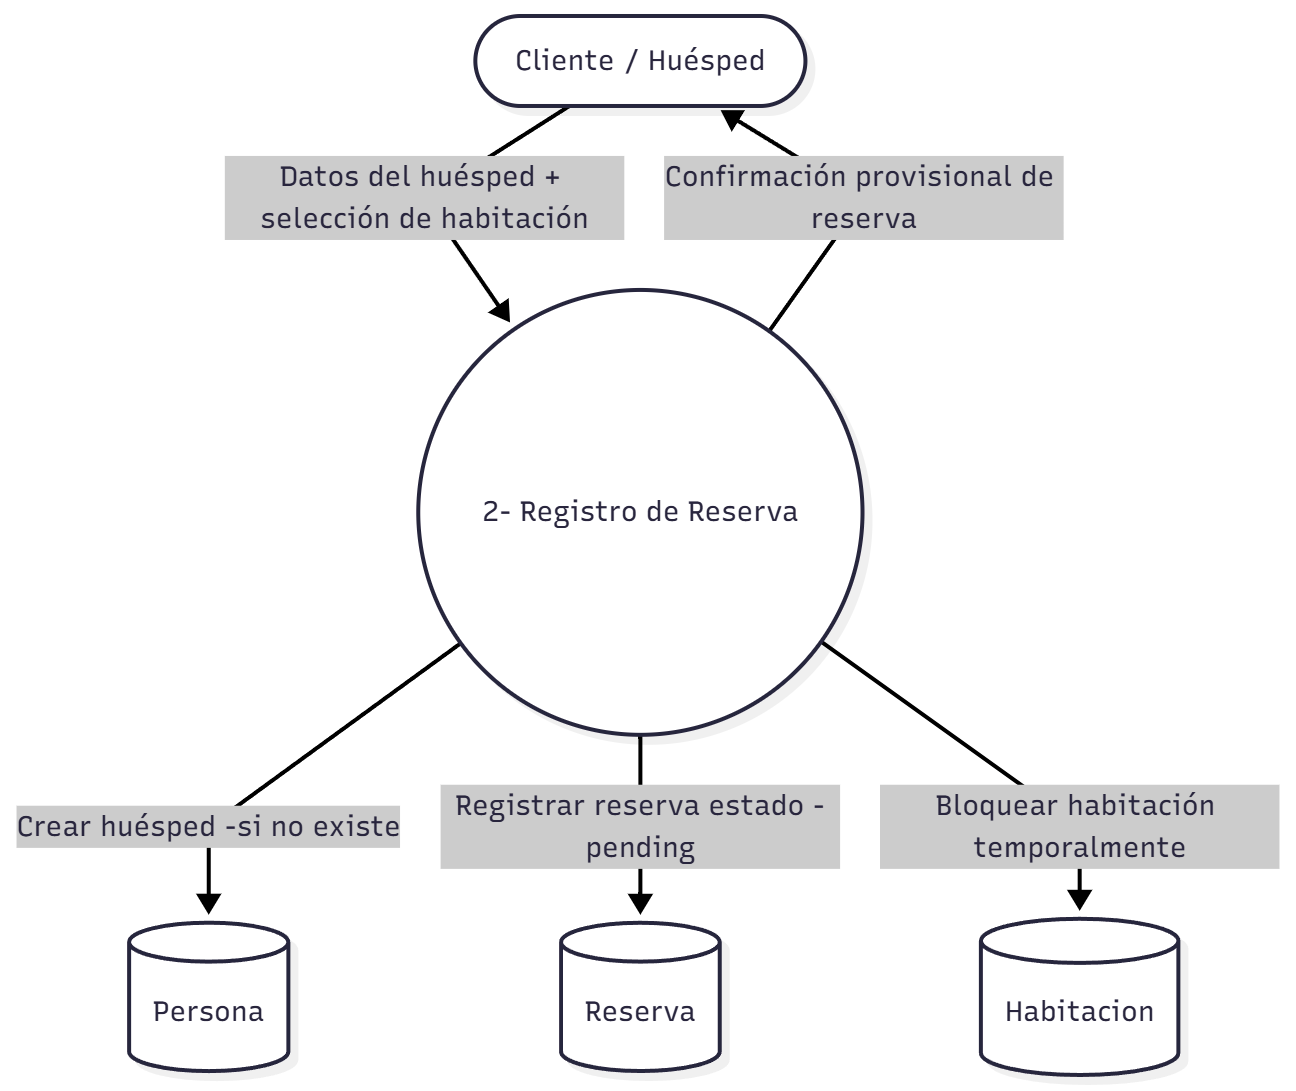 Cliente / Huésped
Datos del huésped +
selección de habitación
Confirmación provisional de
reserva
2- Registro de Reserva
Crear huésped -si no existe
Registrar reserva estado -
pending
Bloquear habitación
temporalmente
Persona
Reserva
Habitacion